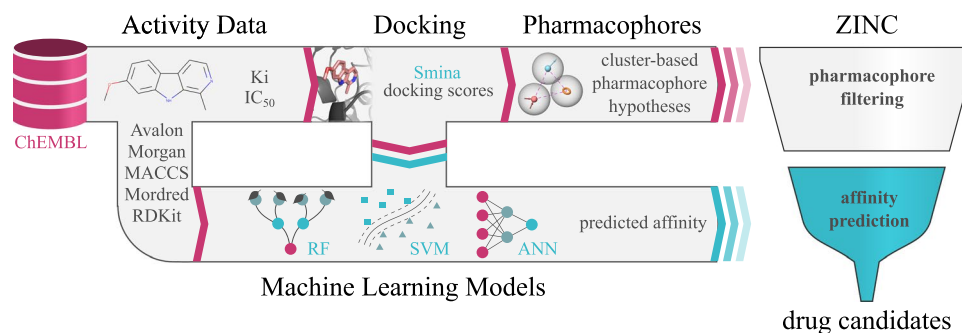 Activity Data
Docking
Pharmacophores
ZINC
ChEMBL
Ki
IC50
Smina
docking scores
cluster-based
pharmacophore
hypotheses
pharmacophore
filtering
Avalon
Morgan
MACCS
Mordred
RDKit
RF
SVM
ANN
predicted affinity
affinity
prediction
Machine Learning Models
drug candidates